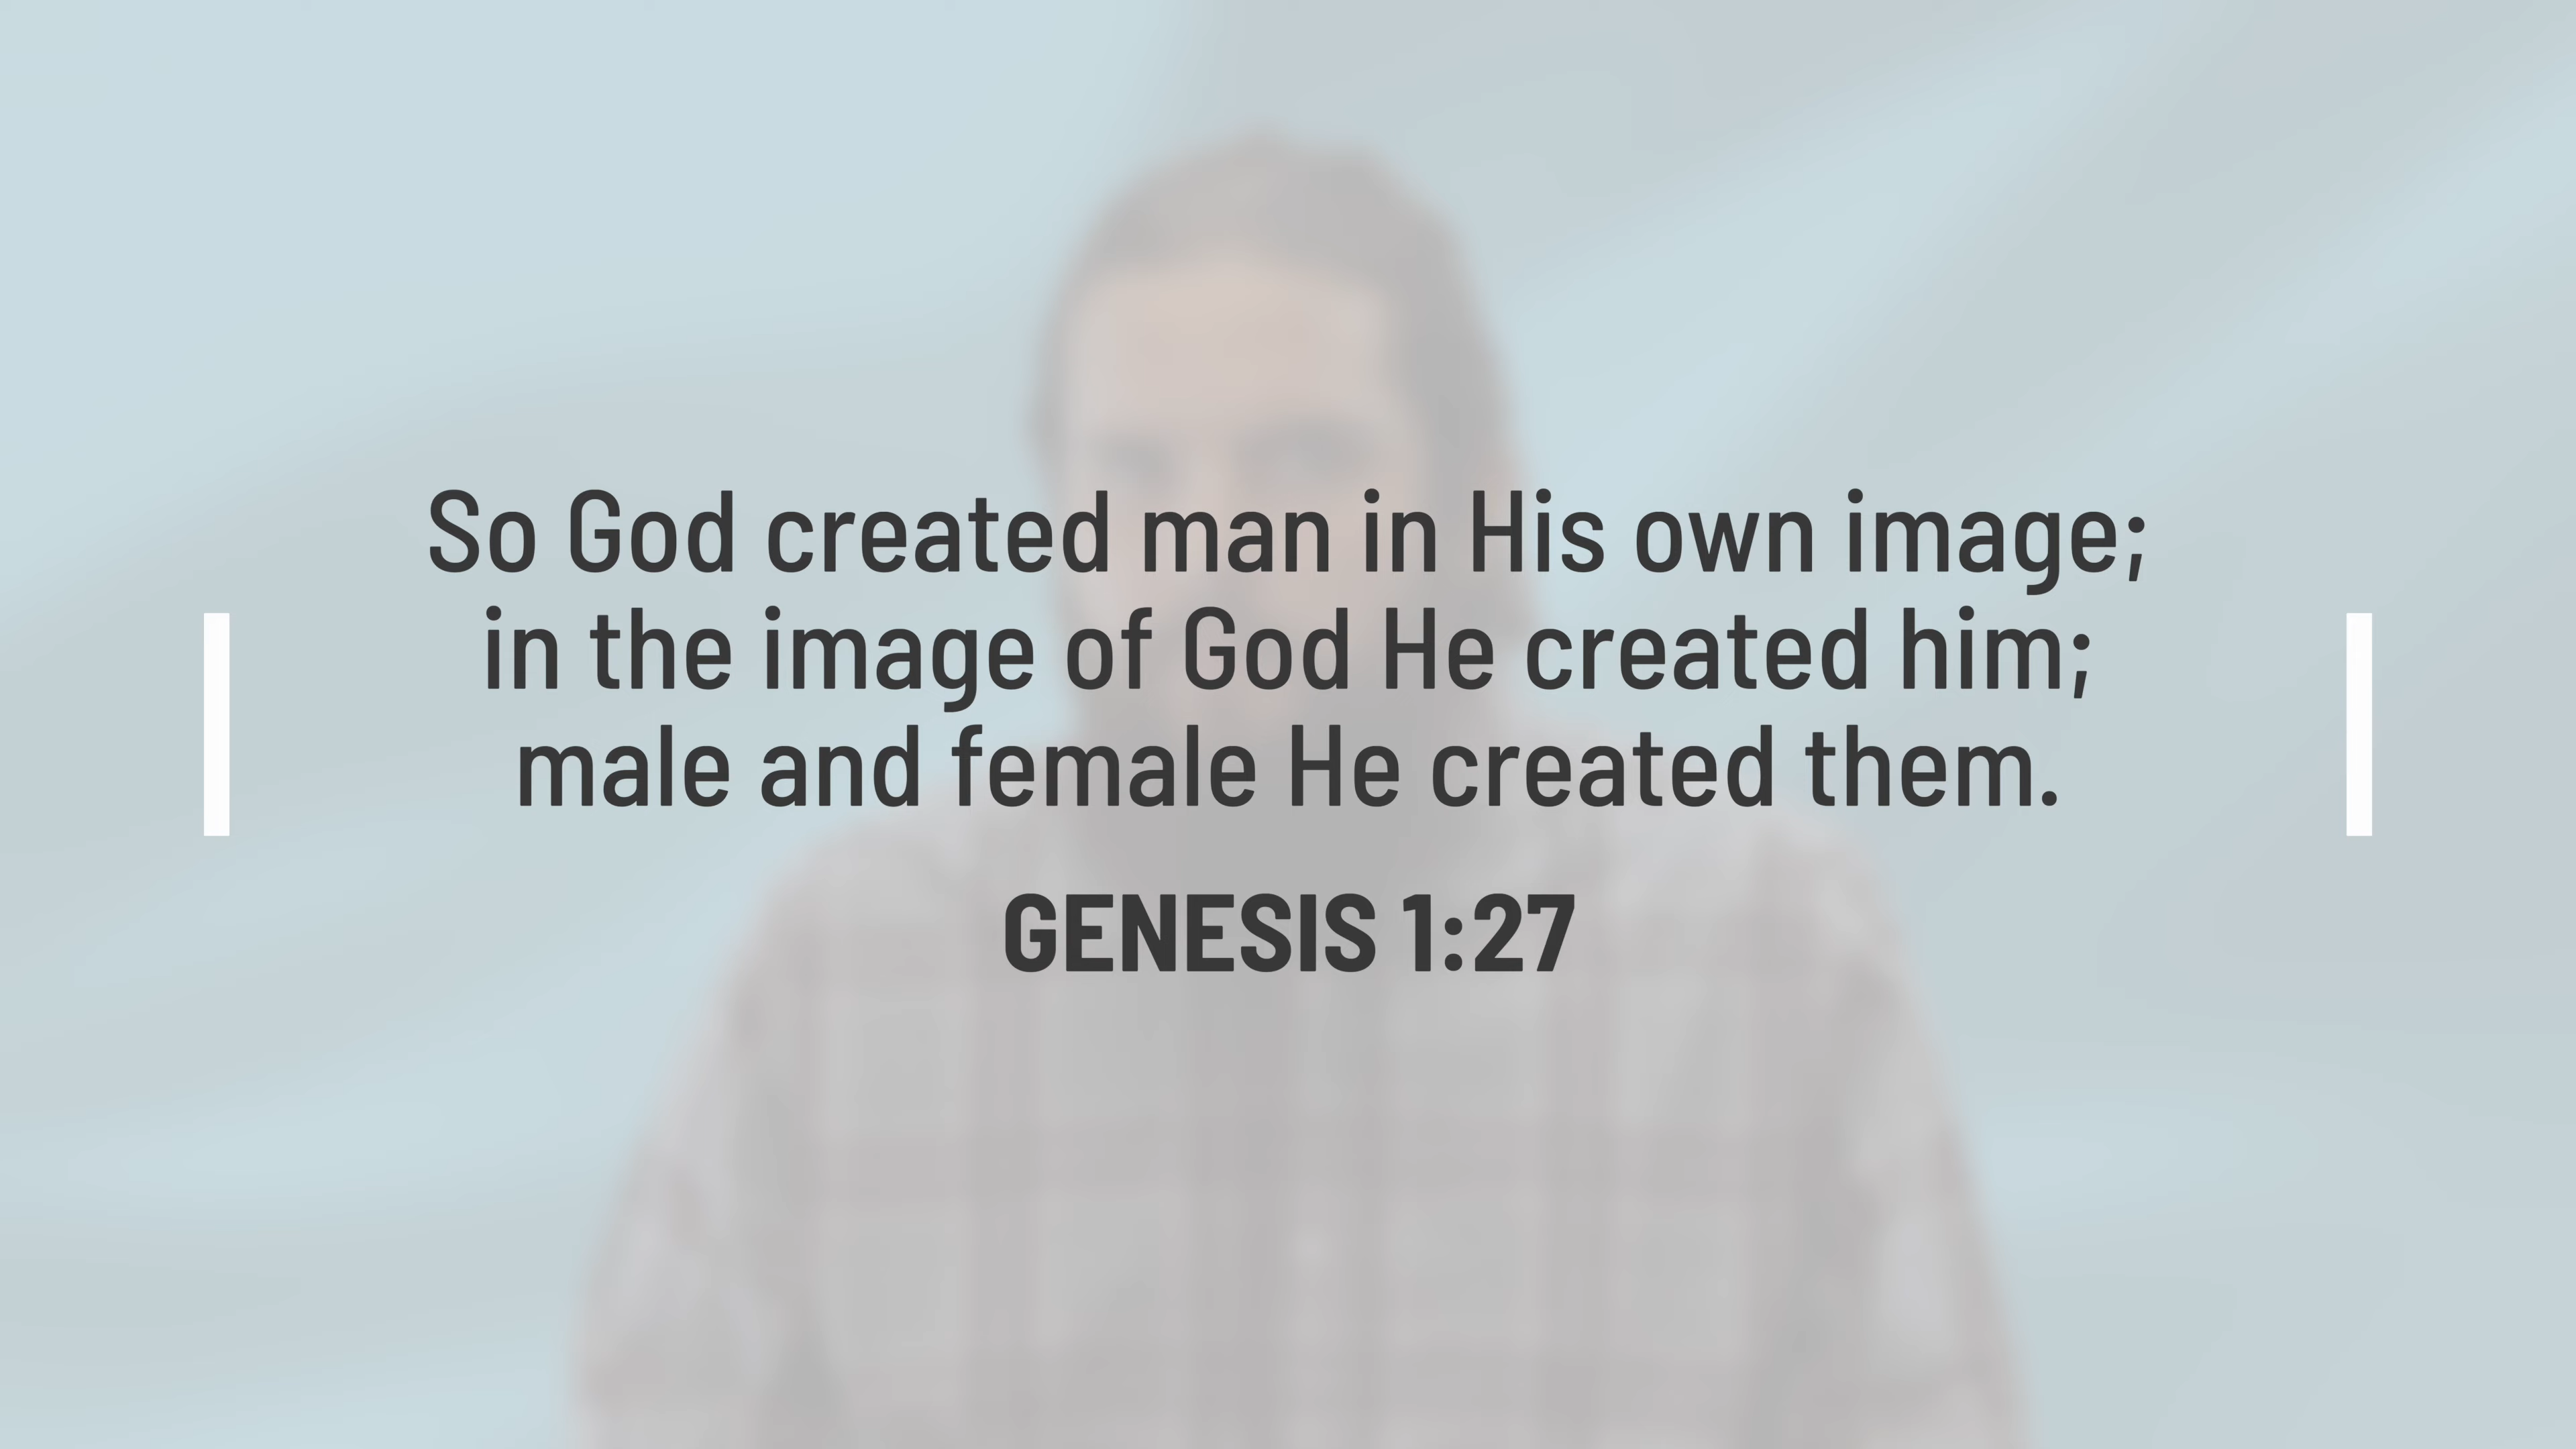 So God created man in His own image;
in the image of God He created him;
male and female He created them.
GENESIS 1:27